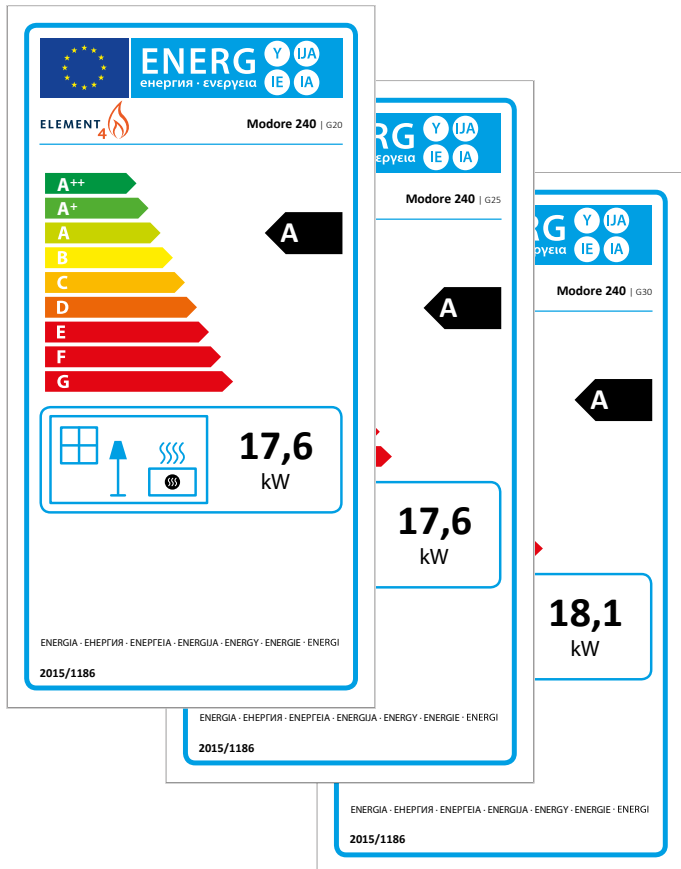 ENERG Y IJA
енергия · ενεργεια IE IA
ELEMENT 4
Modore 240 | G20
A++
A+
A
B
C
D
E
F
G
A
17,6
kW
ENERGIA · ЕНЕРГИЯ · ΕΝΕΡΓΕΙΑ · ENERGIJA · ENERGY · ENERGIE · ENERGI
2015/1186
RG Y IJA
εργεια IE IA
Modore 240 | G25
A
17,6
kW
ENERGIA · ЕНЕРГИЯ · ΕΝΕΡΓΕΙΑ · ENERGIJA · ENERGY · ENERGIE · ENERGI
2015/1186
RG Y IJA
ργεια IE IA
Modore 240 | G30
A
18,1
kW
ENERGIA · ЕНЕРГИЯ · ΕΝΕΡΓΕΙΑ · ENERGIJA · ENERGY · ENERGIE · ENERGI
2015/1186